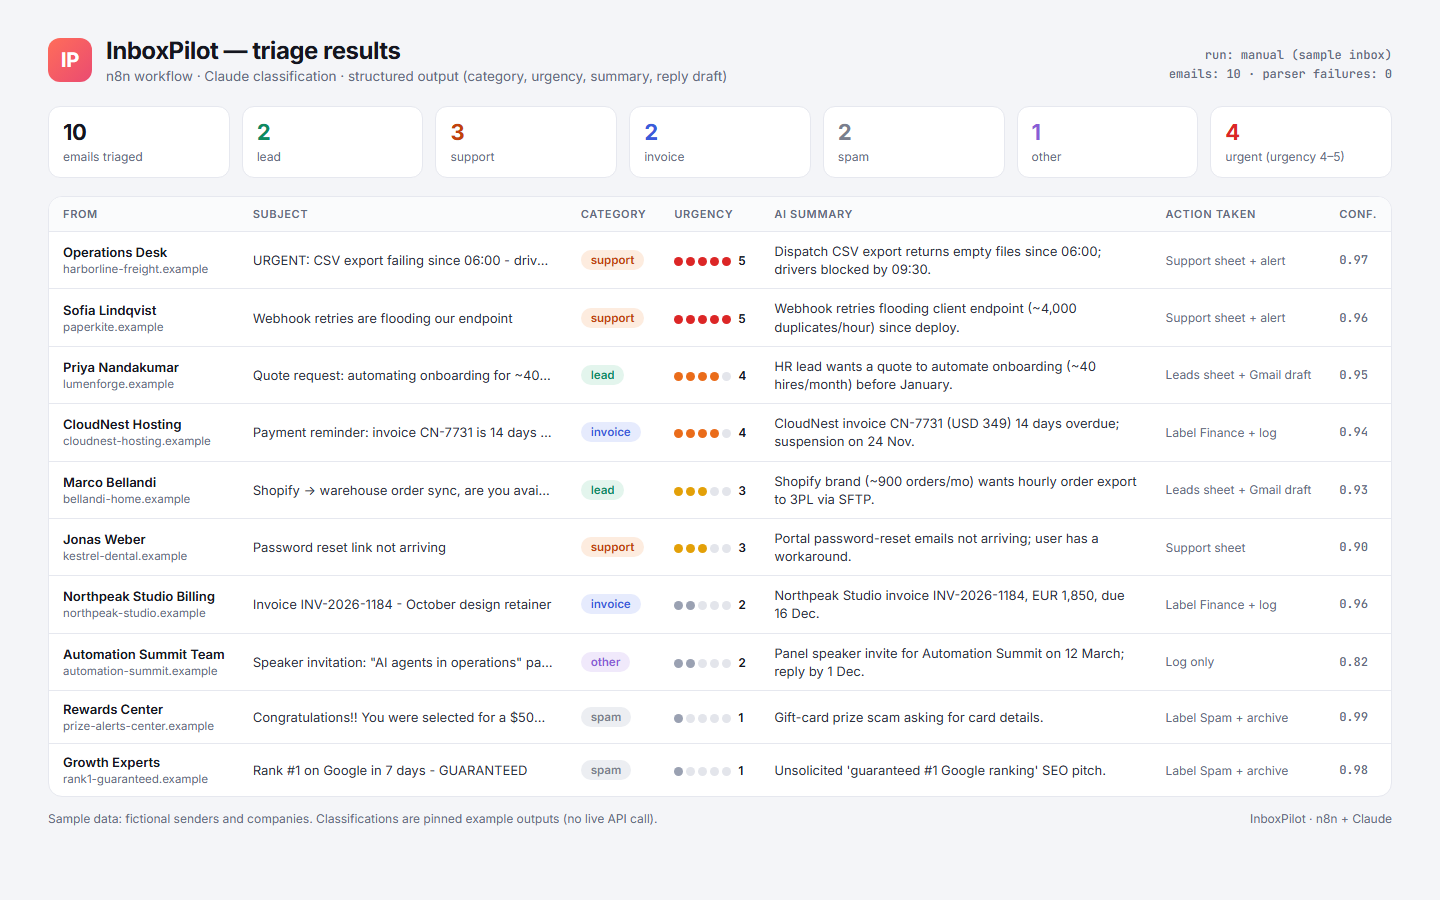 IP
InboxPilot — triage results
n8n workflow · Claude classification · structured output (category, urgency, summary, reply draft)
run: manual (sample inbox)
emails: 10 · parser failures: 0
10
emails triaged
2
lead
3
support
2
invoice
2
spam
1
other
4
urgent (urgency 4–5)
FROM SUBJECT CATEGORY URGENCY AI SUMMARY ACTION TAKEN CONF.
Operations Desk
harborline-freight.example
URGENT: CSV export failing since 06:00 - driv...
support
5
Dispatch CSV export returns empty files since 06:00;
drivers blocked by 09:30.
Support sheet + alert
0.97
Sofia Lindqvist
paperkite.example
Webhook retries are flooding our endpoint
support
5
Webhook retries flooding client endpoint (~4,000
duplicates/hour) since deploy.
Support sheet + alert
0.96
Priya Nandakumar
lumenforge.example
Quote request: automating onboarding for ~40...
lead
4
HR lead wants a quote to automate onboarding (~40
hires/month) before January.
Leads sheet + Gmail draft
0.95
CloudNest Hosting
cloudnest-hosting.example
Payment reminder: invoice CN-7731 is 14 days ...
invoice
4
CloudNest invoice CN-7731 (USD 349) 14 days overdue;
suspension on 24 Nov.
Label Finance + log
0.94
Marco Bellandi
bellandi-home.example
Shopify → warehouse order sync, are you avai...
lead
3
Shopify brand (~900 orders/mo) wants hourly order export
to 3PL via SFTP.
Leads sheet + Gmail draft
0.93
Jonas Weber
kestrel-dental.example
Password reset link not arriving
support
3
Portal password-reset emails not arriving; user has a
workaround.
Support sheet
0.90
Northpeak Studio Billing
northpeak-studio.example
Invoice INV-2026-1184 - October design retainer
invoice
2
Northpeak Studio invoice INV-2026-1184, EUR 1,850, due
16 Dec.
Label Finance + log
0.96
Automation Summit Team
automation-summit.example
Speaker invitation: "AI agents in operations" pa...
other
2
Panel speaker invite for Automation Summit on 12 March;
reply by 1 Dec.
Log only
0.82
Rewards Center
prize-alerts-center.example
Congratulations!! You were selected for a $50...
spam
1
Gift-card prize scam asking for card details.
Label Spam + archive
0.99
Growth Experts
rank1-guaranteed.example
Rank #1 on Google in 7 days - GUARANTEED
spam
1
Unsolicited 'guaranteed #1 Google ranking' SEO pitch.
Label Spam + archive
0.98
Sample data: fictional senders and companies. Classifications are pinned example outputs (no live API call).
InboxPilot · n8n + Claude